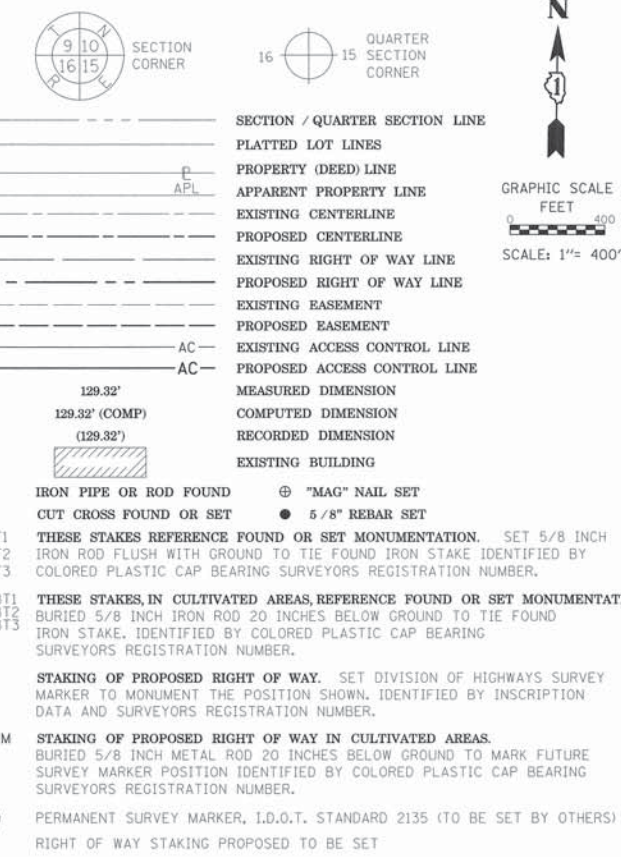 T N
9 10
16 15
R E
SECTION
CORNER
16 15
QUARTER
SECTION
CORNER
N
1
SECTION / QUARTER SECTION LINE
PLATTED LOT LINES
PROPERTY (DEED) LINE
APL APPARENT PROPERTY LINE
EXISTING CENTERLINE
PROPOSED CENTERLINE
EXISTING RIGHT OF WAY LINE
PROPOSED RIGHT OF WAY LINE
EXISTING EASEMENT
PROPOSED EASEMENT
AC EXISTING ACCESS CONTROL LINE
AC PROPOSED ACCESS CONTROL LINE
129.32' MEASURED DIMENSION
129.32' (COMP) COMPUTED DIMENSION
(129.32') RECORDED DIMENSION
EXISTING BUILDING
GRAPHIC SCALE
FEET
0 400
SCALE: 1"= 400'
IRON PIPE OR ROD FOUND ⊕ "MAG" NAIL SET
CUT CROSS FOUND OR SET ● 5/8" REBAR SET
T1 THESE STAKES REFERENCE FOUND OR SET MONUMENTATION. SET 5/8 INCH
T2 IRON ROD FLUSH WITH GROUND TO TIE FOUND IRON STAKE IDENTIFIED BY
T3 COLORED PLASTIC CAP BEARING SURVEYORS REGISTRATION NUMBER.
BT1 THESE STAKES, IN CULTIVATED AREAS, REFERENCE FOUND OR SET MONUMENTAT
BT2 BURIED 5/8 INCH IRON ROD 20 INCHES BELOW GROUND TO TIE FOUND
BT3 IRON STAKE. IDENTIFIED BY COLORED PLASTIC CAP BEARING
SURVEYORS REGISTRATION NUMBER.
STAKING OF PROPOSED RIGHT OF WAY. SET DIVISION OF HIGHWAYS SURVEY
MARKER TO MONUMENT THE POSITION SHOWN. IDENTIFIED BY INSCRIPTION
DATA AND SURVEYORS REGISTRATION NUMBER.
M STAKING OF PROPOSED RIGHT OF WAY IN CULTIVATED AREAS.
BURIED 5/8 INCH METAL ROD 20 INCHES BELOW GROUND TO MARK FUTURE
SURVEY MARKER POSITION IDENTIFIED BY COLORED PLASTIC CAP BEARING
SURVEYORS REGISTRATION NUMBER.
PERMANENT SURVEY MARKER, I.D.O.T. STANDARD 2135 (TO BE SET BY OTHERS)
RIGHT OF WAY STAKING PROPOSED TO BE SET